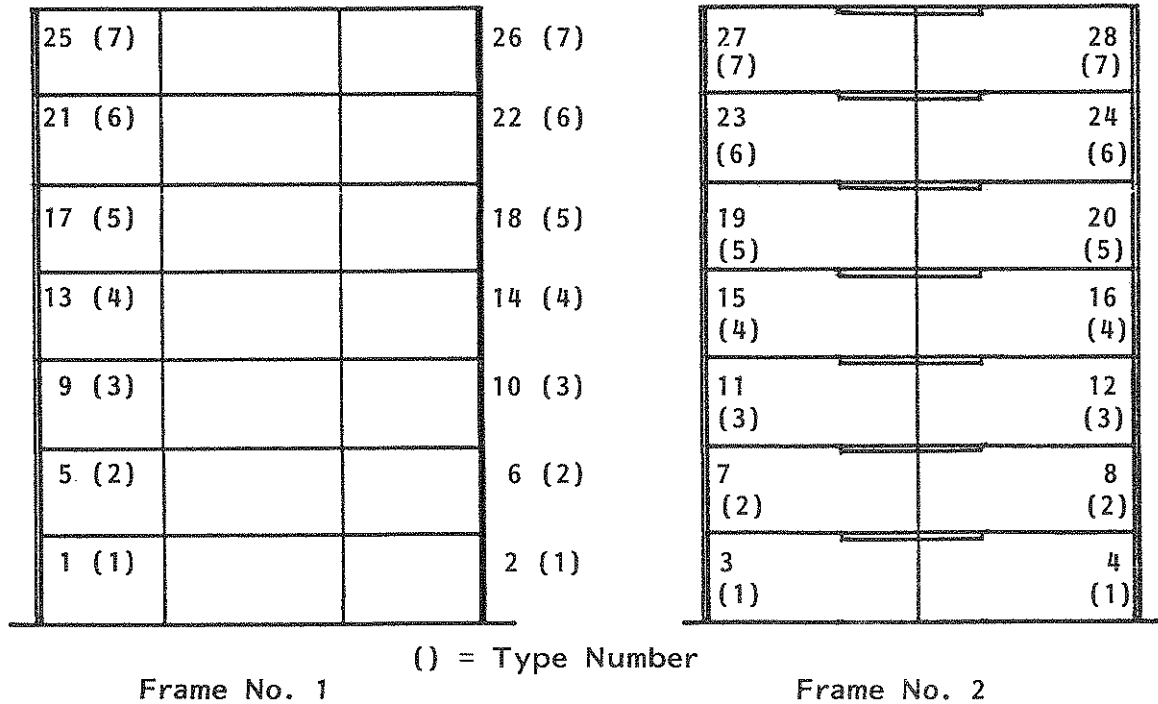 25 (7) 26 (7) 27 28
(7) (7)
21 (6) 22 (6) 23 24
(6) (6)
17 (5) 18 (5) 19 20
(5) (5)
13 (4) 14 (4) 15 16
(4) (4)
9 (3) 10 (3) 11 12
(3) (3)
5 (2) 6 (2) 7 8
(2) (2)
1 (1) 2 (1) 3 4
(1) (1)
() = Type Number
Frame No. 1 Frame No. 2